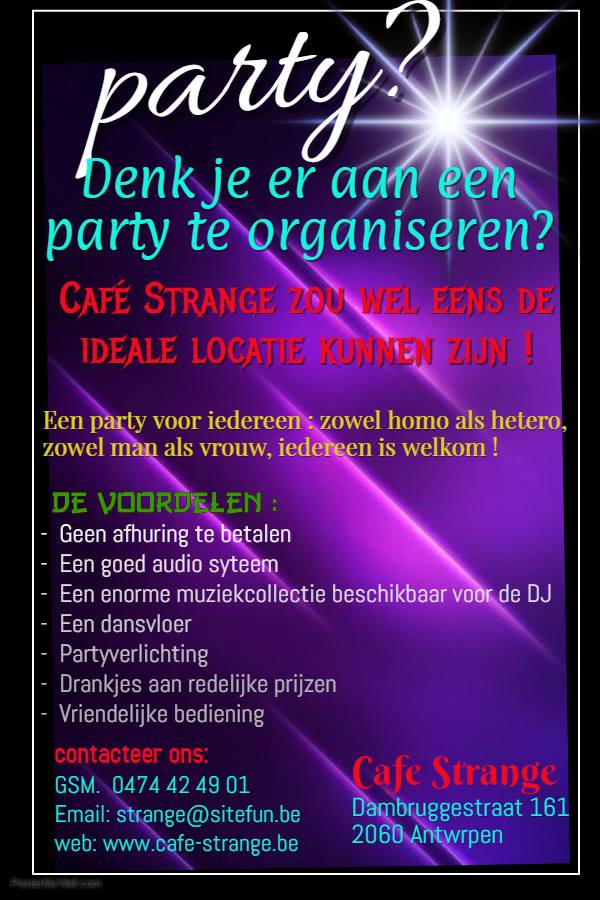 party?
Denk je er aan een
party te organiseren?
Café Strange zou wel eens de
ideale locatie kunnen zijn !
Een party voor iedereen : zowel homo als hetero,
zowel man als vrouw, iedereen is welkom !
DE VOORDELEN :
- Geen afhuring te betalen
- Een goed audio syteem
- Een enorme muziekcollectie beschikbaar voor de DJ
- Een dansvloer
- Partyverlichting
- Drankjes aan redelijke prijzen
- Vriendelijke bediening
contacteer ons:
GSM. 0474 42 49 01
Email: strange@sitefun.be
web: www.cafe-strange.be
Cafe Strange
Dambruggestraat 161
2060 Antwrpen
PosterMyWall.com